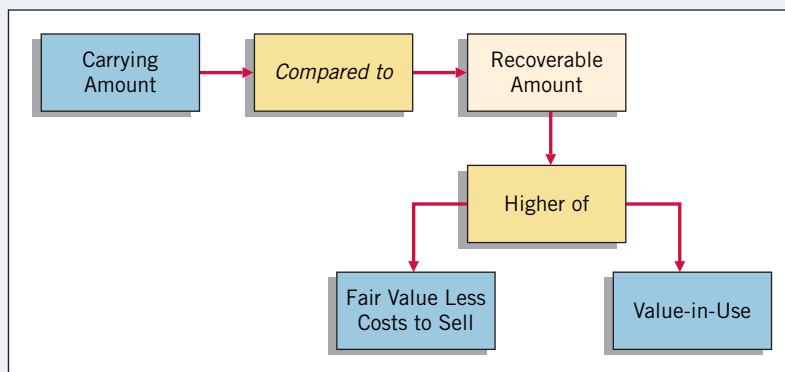 Carrying
Amount
Compared to
Recoverable
Amount
Higher of
Fair Value Less
Costs to Sell
Value-in-Use